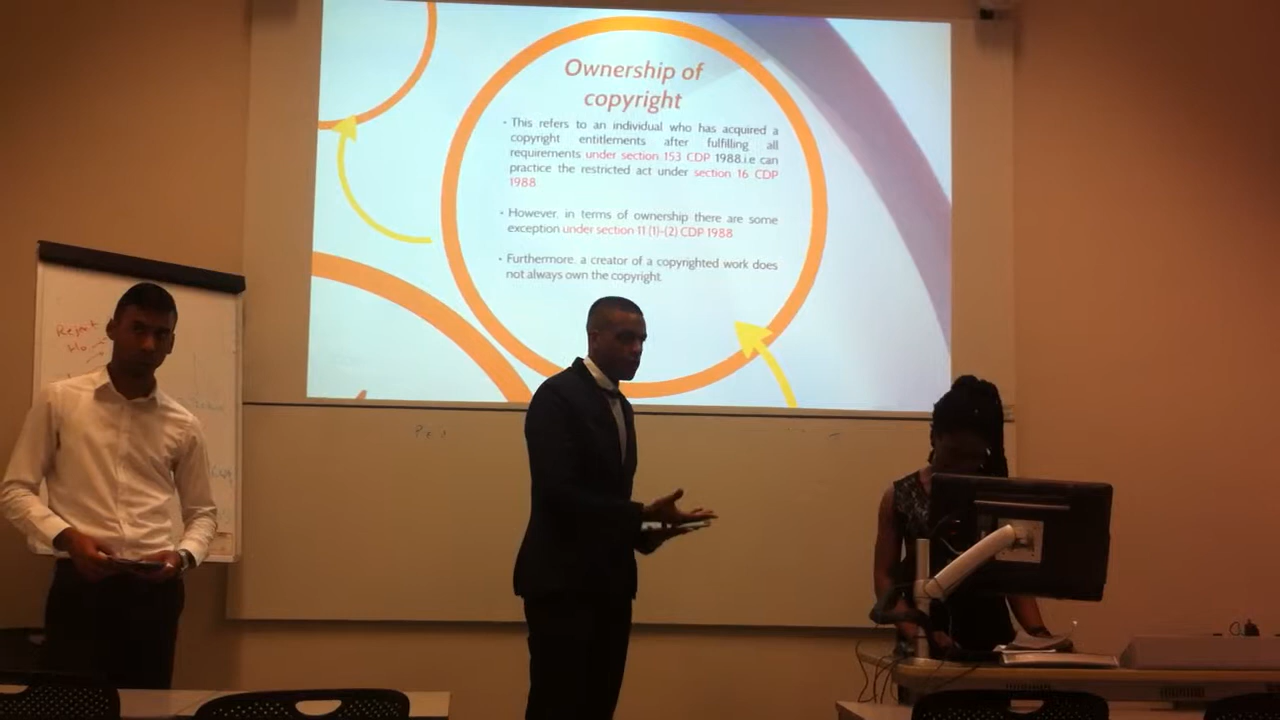 Ownership of
copyright
• This refers to an individual who has acquired a
copyright entitlements after fulfilling all
requirements under section 153 CDP 1988.i.e can
practice the restricted act under section 16 CDP
1988
• However, in terms of ownership there are some
exception under section 11 (1)-(2) CDP 1988
• Furthermore, a creator of a copyrighted work does
not always own the copyright.
Reject